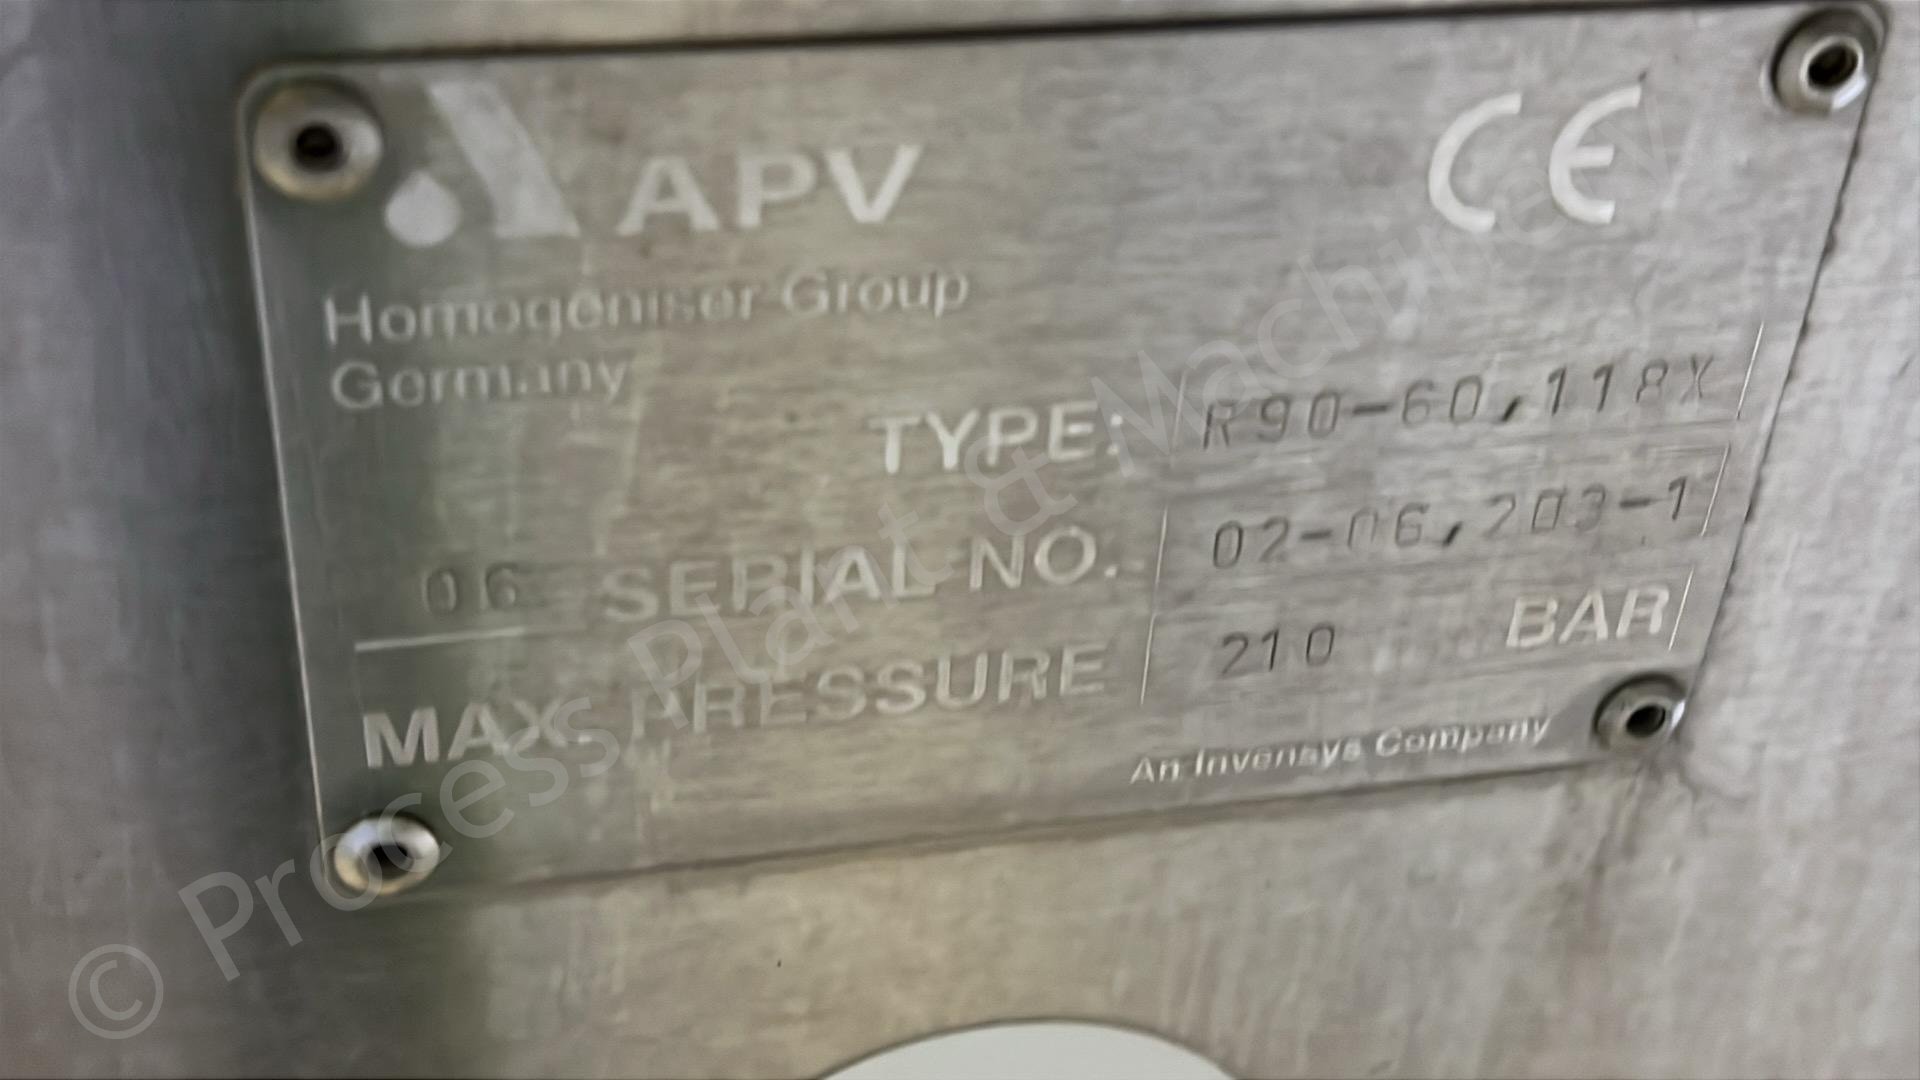 APV CE
Homogeniser Group
Germany
TYPE: R90-60,118X
06 SERIAL NO. 02-06,203-1
MAX. PRESSURE 210 BAR
An Invensys Company
© Process Plant & Machinery